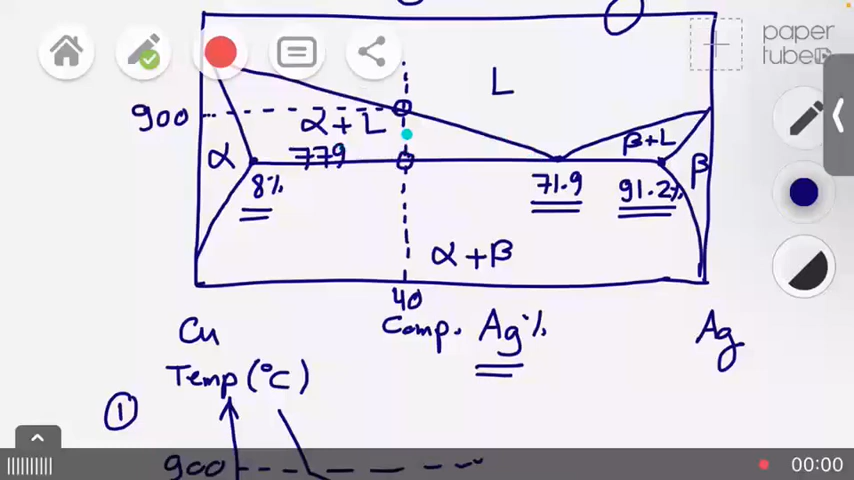 paper
tube
L
900
α+L
β+L
779
α
β
8%
71.9
91.2%
α+β
40
Cu
Comp. Ag%
Ag
Temp (°C)
1
900
00:00